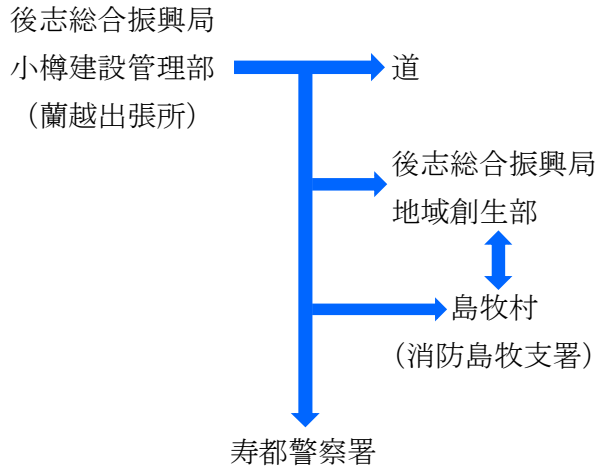 後志総合振興局
小樽建設管理部
（蘭越出張所）
道
後志総合振興局
地域創生部
島牧村
（消防島牧支署）
寿都警察署